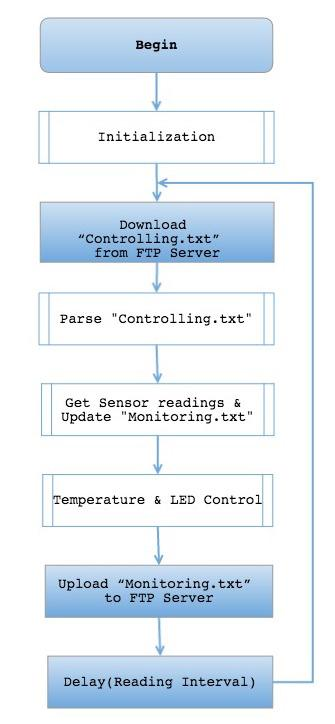 Begin
Initialization
Download
“Controlling.txt”
from FTP Server
Parse "Controlling.txt"
Get Sensor readings &
Update "Monitoring.txt"
Temperature & LED Control
Upload “Monitoring.txt”
to FTP Server
Delay(Reading Interval)